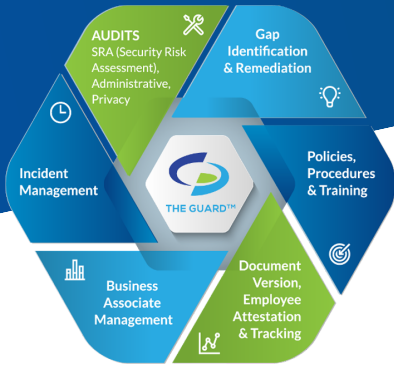 AUDITS
SRA (Security Risk
Assessment),
Administrative,
Privacy
Gap
Identification
& Remediation
Policies,
Procedures
& Training
Document
Version,
Employee
Attestation
& Tracking
Business
Associate
Management
Incident
Management
THE GUARD™